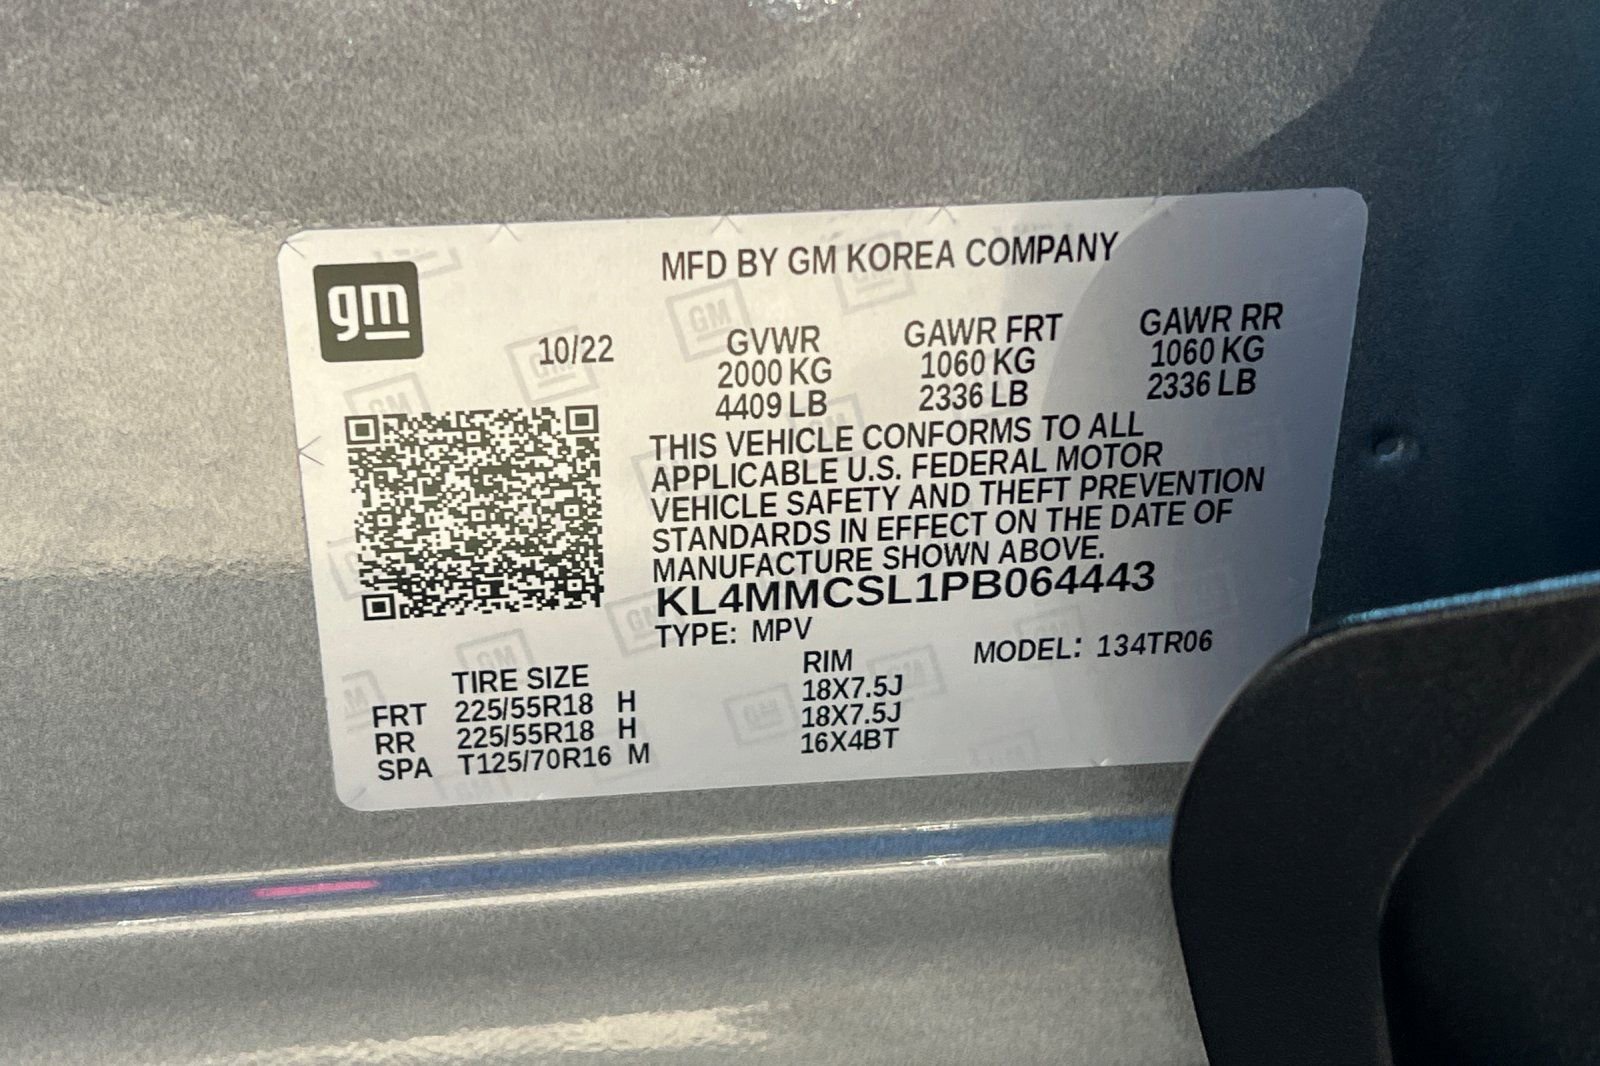 gm
MFD BY GM KOREA COMPANY
10/22
GVWR GAWR FRT GAWR RR
2000 KG 1060 KG 1060 KG
4409 LB 2336 LB 2336 LB
THIS VEHICLE CONFORMS TO ALL
APPLICABLE U.S. FEDERAL MOTOR
VEHICLE SAFETY AND THEFT PREVENTION
STANDARDS IN EFFECT ON THE DATE OF
MANUFACTURE SHOWN ABOVE.
KL4MMCSL1PB064443
TYPE: MPV MODEL: 134TR06
TIRE SIZE RIM
FRT 225/55R18 H 18X7.5J
RR 225/55R18 H 18X7.5J
SPA T125/70R16 M 16X4BT